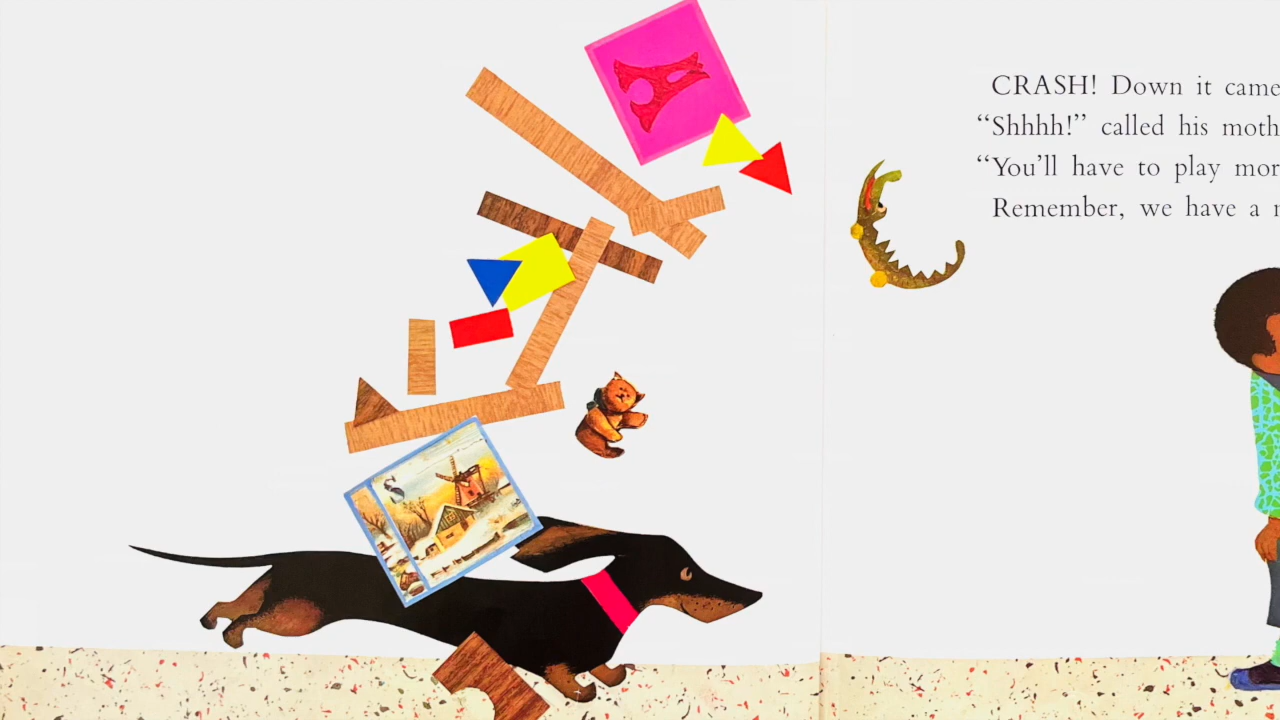 CRASH! Down it came
“Shhhh!” called his moth
“You’ll have to play mor
Remember, we have a
S